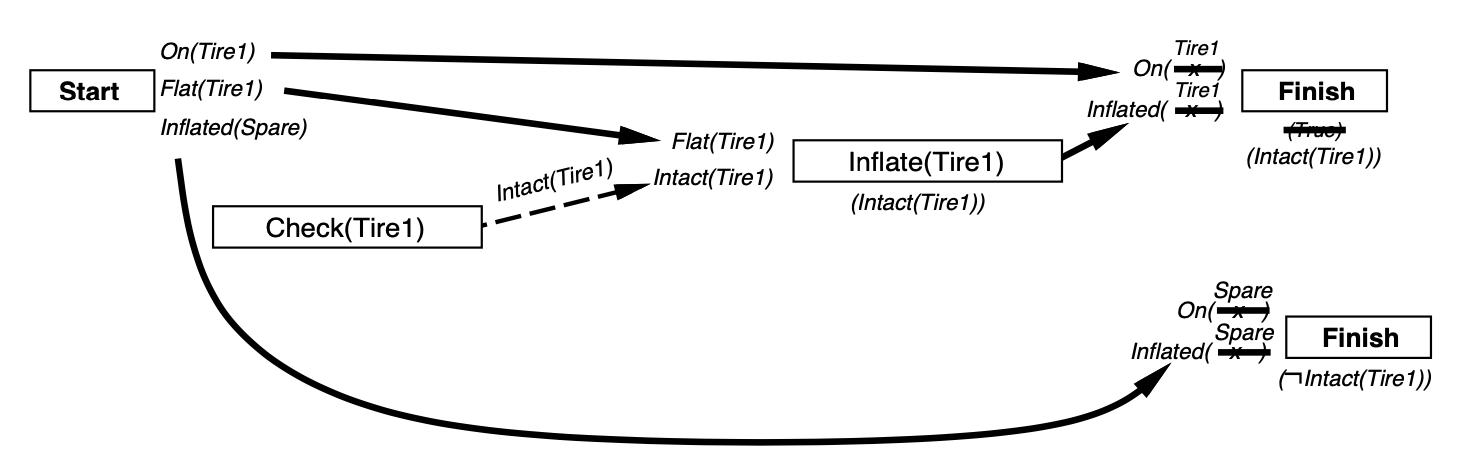 On(Tire1)
Start
Flat(Tire1)
Inflated(Spare)
Tire1
On( x )
Tire1
Inflated( x )
Finish
(True)
(Intact(Tire1))
Flat(Tire1)
Intact(Tire1)
Inflate(Tire1)
(Intact(Tire1))
Intact(Tire1)
Check(Tire1)
Spare
On( x )
Spare
Inflated( x )
Finish
(¬Intact(Tire1))